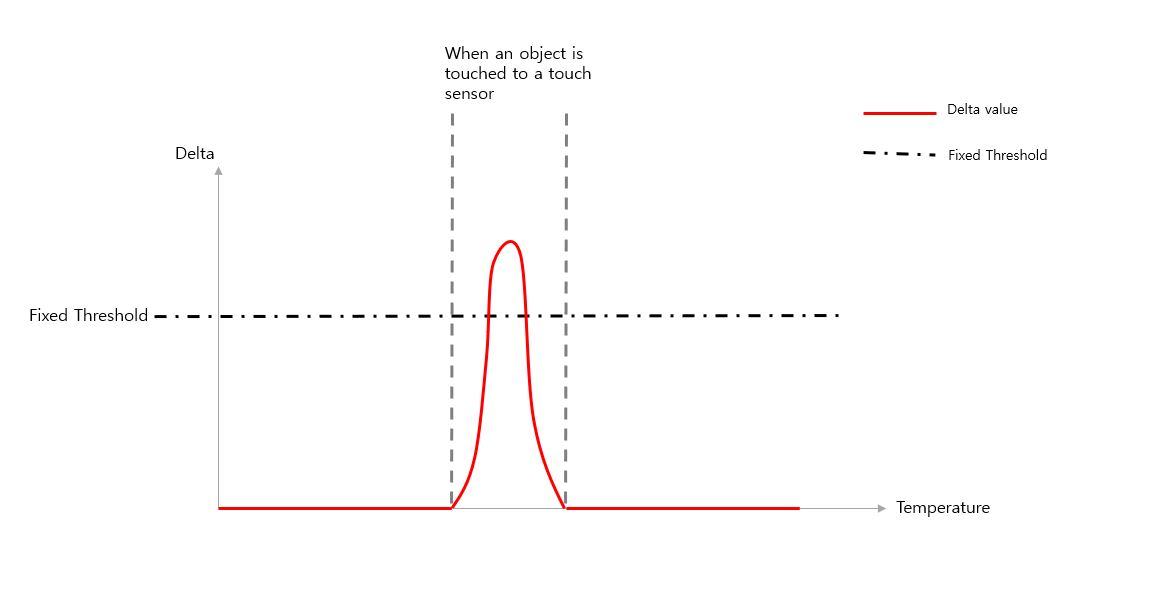 When an object is
touched to a touch
sensor
Delta value
Delta
Fixed Threshold
Fixed Threshold
Temperature